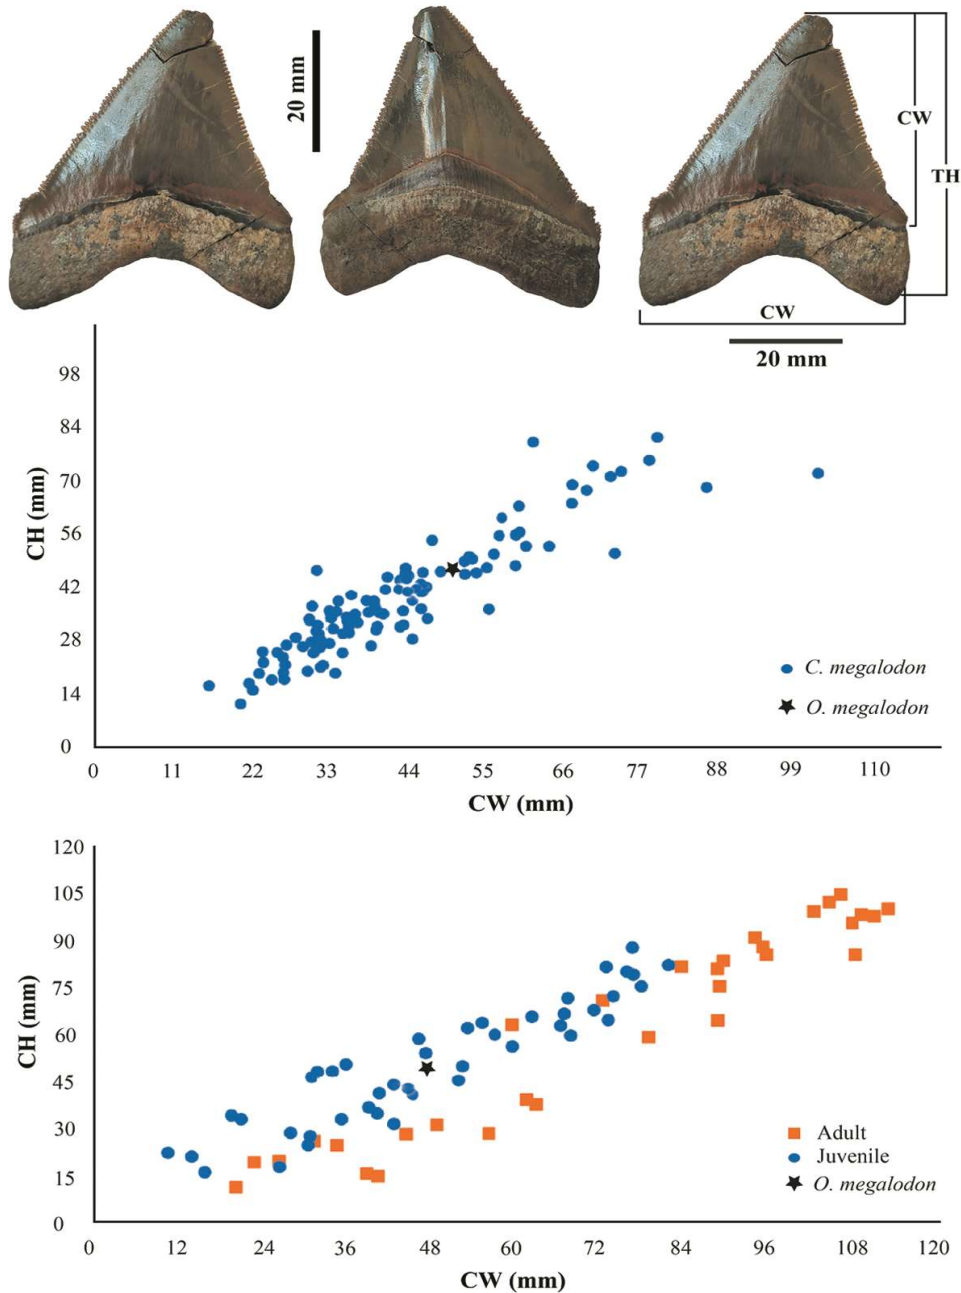 20 mm
CW
TH
CW
20 mm
98
84
70
56
42
28
14
0
CH (mm)
C. megalodon
O. megalodon
0 11 22 33 44 55 66 77 88 99 110
CW (mm)
120
105
90
75
60
45
30
15
0
CH (mm)
Adult
Juvenile
O. megalodon
0 12 24 36 48 60 72 84 96 108 120
CW (mm)